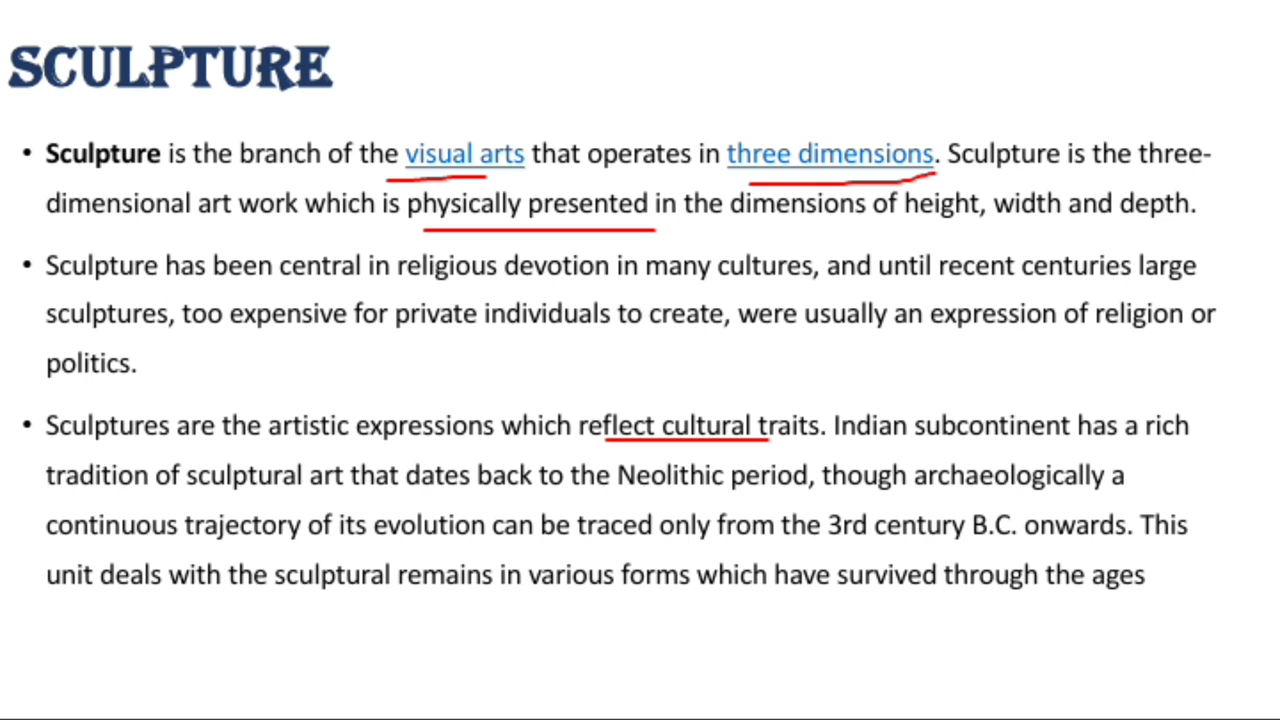 SCULPTURE
• Sculpture is the branch of the visual arts that operates in three dimensions. Sculpture is the three-
dimensional art work which is physically presented in the dimensions of height, width and depth.
• Sculpture has been central in religious devotion in many cultures, and until recent centuries large
sculptures, too expensive for private individuals to create, were usually an expression of religion or
politics.
• Sculptures are the artistic expressions which reflect cultural traits. Indian subcontinent has a rich
tradition of sculptural art that dates back to the Neolithic period, though archaeologically a
continuous trajectory of its evolution can be traced only from the 3rd century B.C. onwards. This
unit deals with the sculptural remains in various forms which have survived through the ages